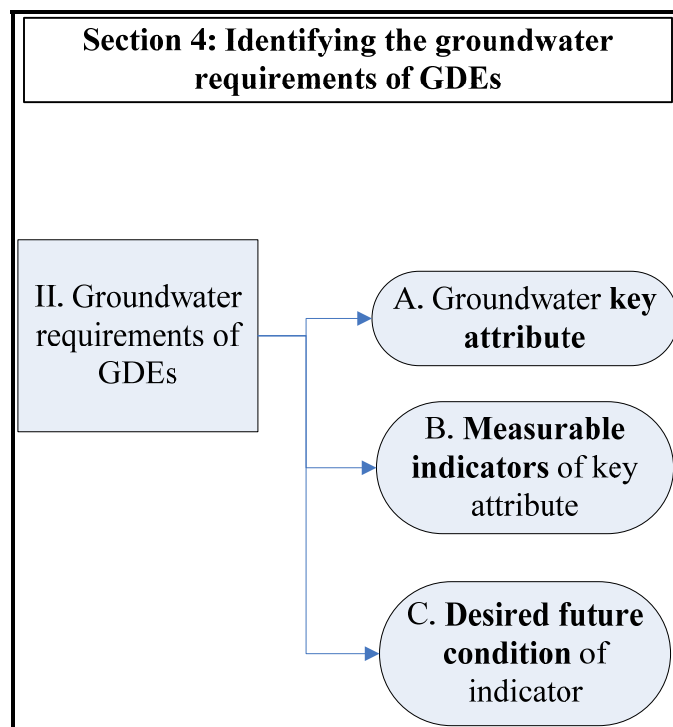 Section 4: Identifying the groundwater
requirements of GDEs
II. Groundwater
requirements of
GDEs
A. Groundwater key
attribute
B. Measurable
indicators of key
attribute
C. Desired future
condition of
indicator